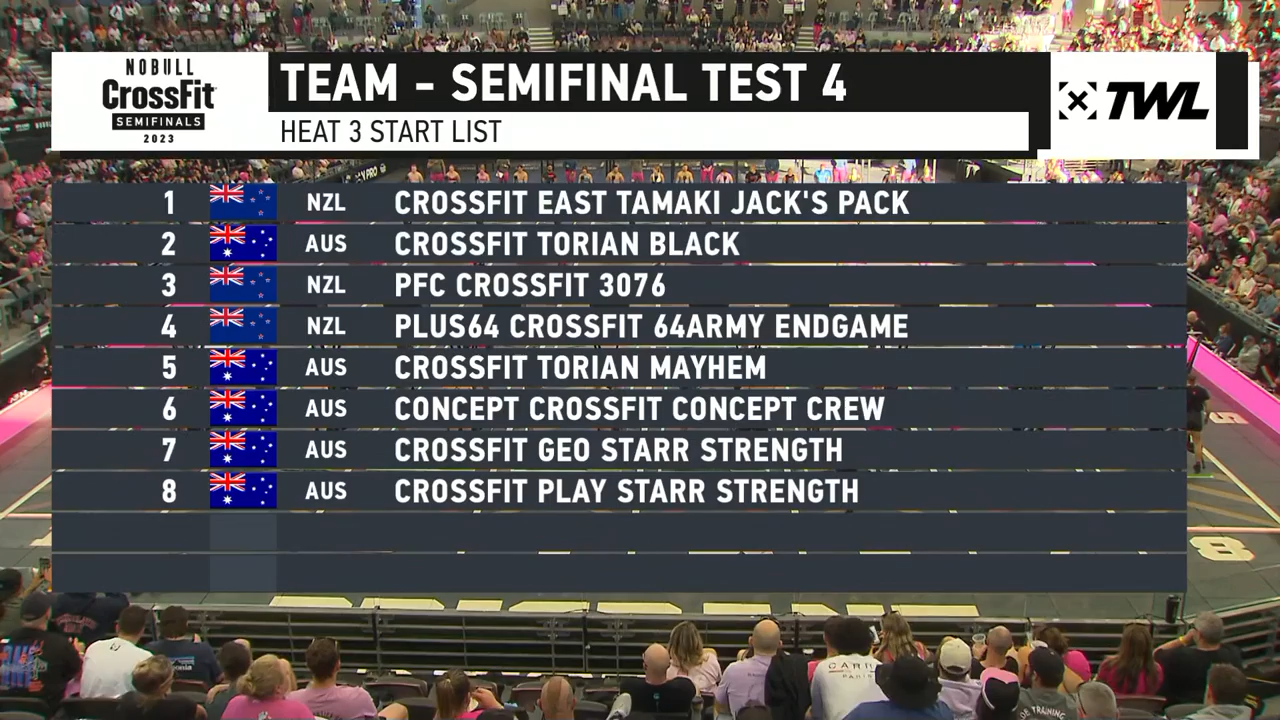 NOBULL
CrossFit
SEMIFINALS
2023
TEAM - SEMIFINAL TEST 4
HEAT 3 START LIST
TWL
1 NZL CROSSFIT EAST TAMAKI JACK'S PACK
2 AUS CROSSFIT TORIAN BLACK
3 NZL PFC CROSSFIT 3076
4 NZL PLUS64 CROSSFIT 64ARMY ENDGAME
5 AUS CROSSFIT TORIAN MAYHEM
6 AUS CONCEPT CROSSFIT CONCEPT CREW
7 AUS CROSSFIT GEO STARR STRENGTH
8 AUS CROSSFIT PLAY STARR STRENGTH
8
TRAINING